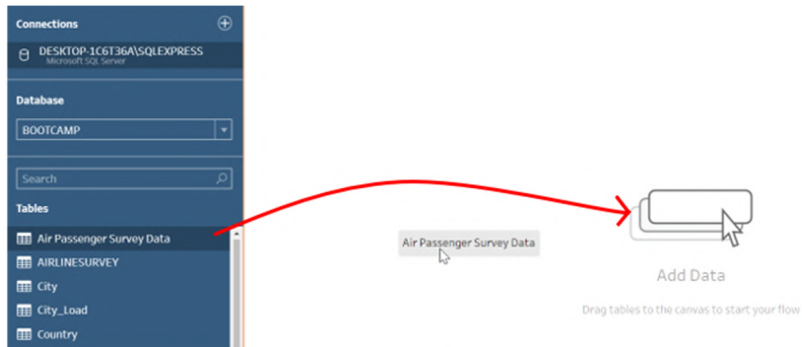 Connections
DESKTOP-1C6T36A\SQLEXPRESS
Microsoft SQL Server
Database
BOOTCAMP
Search
Tables
Air Passenger Survey Data
AIRLINESURVEY
City
City_Load
Country
Air Passenger Survey Data
Add Data
Drag tables to the canvas to start your flow